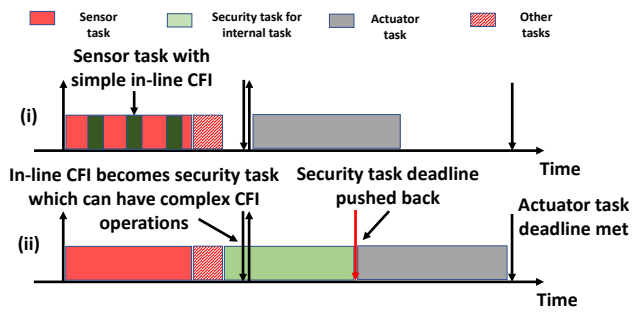 Sensor
task
Security task for
internal task
Actuator
task
Other
tasks
Sensor task with
simple in-line CFI
(i)
Time
In-line CFI becomes security task
which can have complex CFI
operations
Security task deadline
pushed back
Actuator task
deadline met
(ii)
Time